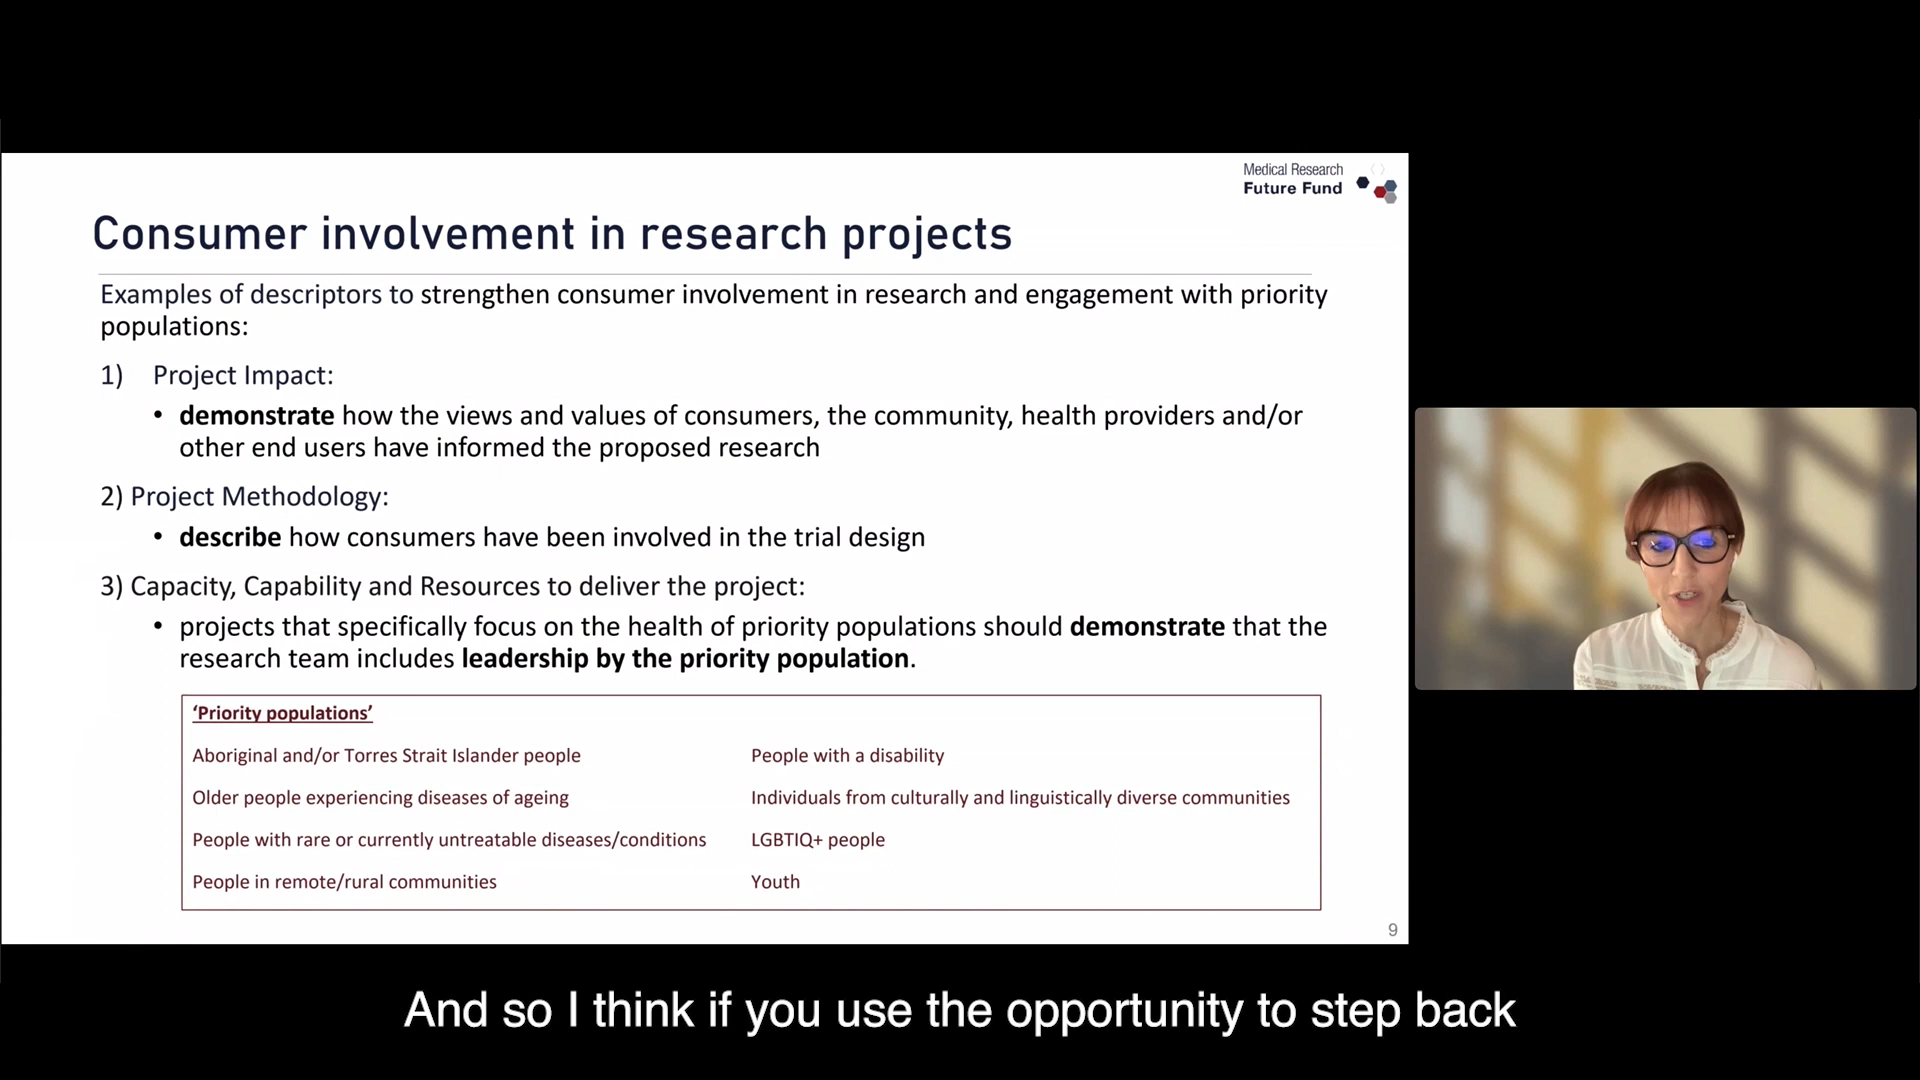 Medical Research
Future Fund
Consumer involvement in research projects
Examples of descriptors to strengthen consumer involvement in research and engagement with priority
populations:
1) Project Impact:
• demonstrate how the views and values of consumers, the community, health providers and/or
other end users have informed the proposed research
2) Project Methodology:
• describe how consumers have been involved in the trial design
3) Capacity, Capability and Resources to deliver the project:
• projects that specifically focus on the health of priority populations should demonstrate that the
research team includes leadership by the priority population.
‘Priority populations’
Aboriginal and/or Torres Strait Islander people
People with a disability
Older people experiencing diseases of ageing
Individuals from culturally and linguistically diverse communities
People with rare or currently untreatable diseases/conditions
LGBTIQ+ people
People in remote/rural communities
Youth
9
And so I think if you use the opportunity to step back